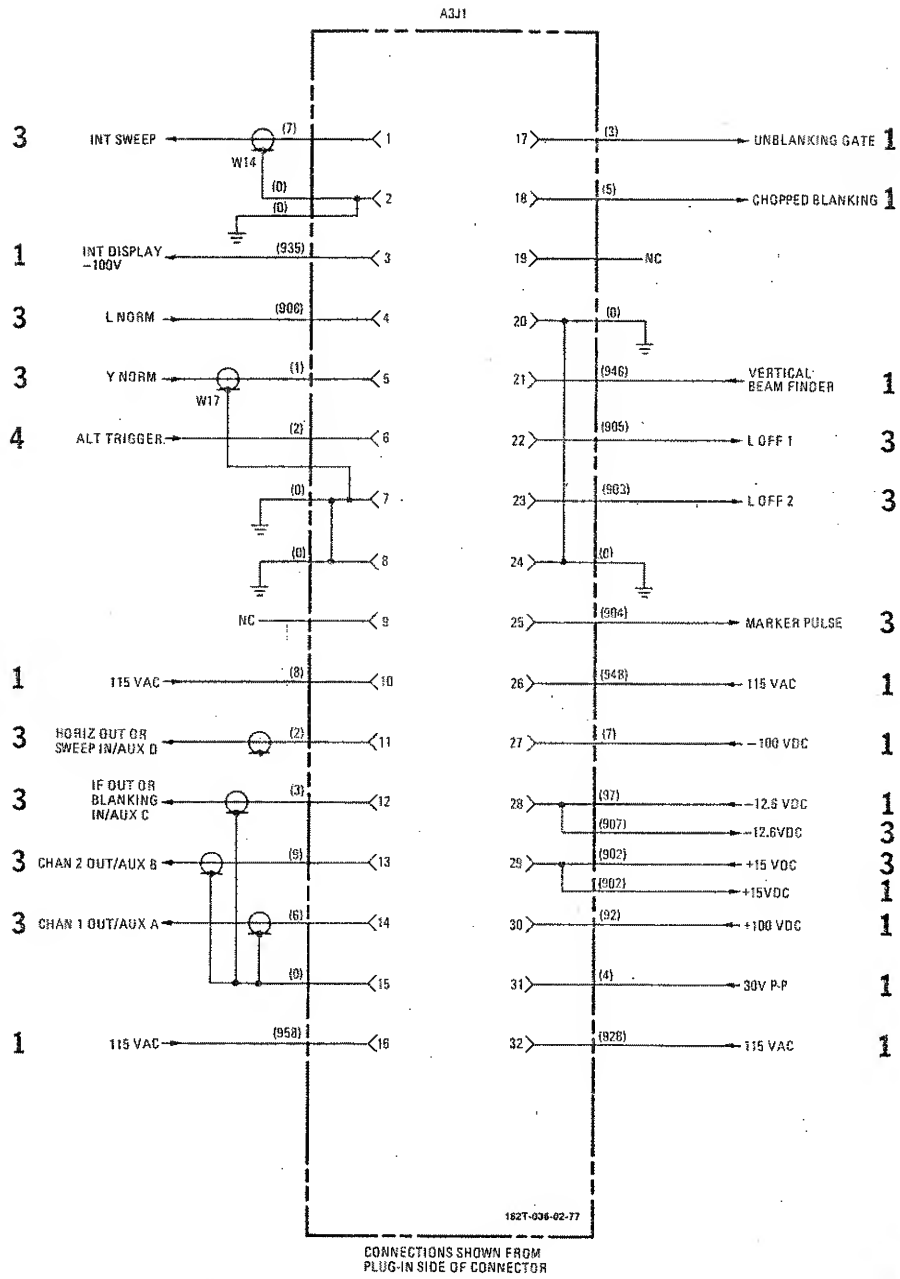 A3J1
3 INT SWEEP (7) 1
W14
(0) 2
(0)
1 INT DISPLAY -100V (935) 3
3 L NORM (906) 4
3 Y NORM (1) 5
W17
4 ALT TRIGGER (2) 6
(0) 7
(0) 8
NC 9
1 115 VAC (8) 10
3 HORIZ OUT OR SWEEP IN/AUX D (2) 11
3 IF OUT OR BLANKING IN/AUX C (3) 12
3 CHAN 2 OUT/AUX B (9) 13
3 CHAN 1 OUT/AUX A (6) 14
(0) 15
1 115 VAC (958) 16
17 (3) UNBLANKING GATE 1
18 (5) CHOPPED BLANKING 1
19 NC
20 (0)
21 (946) VERTICAL BEAM FINDER 1
22 (905) L OFF 1 3
23 (903) L OFF 2 3
24 (0)
25 (904) MARKER PULSE 3
26 (948) 115 VAC 1
27 (7) -100 VDC 1
28 (97) -12.6 VDC 1
(907) -12.6VDC 3
29 (902) +15 VDC 3
(902) +15VDC 1
30 (92) +100 VDC 1
31 (4) 30V P-P 1
32 (928) 115 VAC 1
182T-036-02-77
CONNECTIONS SHOWN FROM
PLUG-IN SIDE OF CONNECTOR